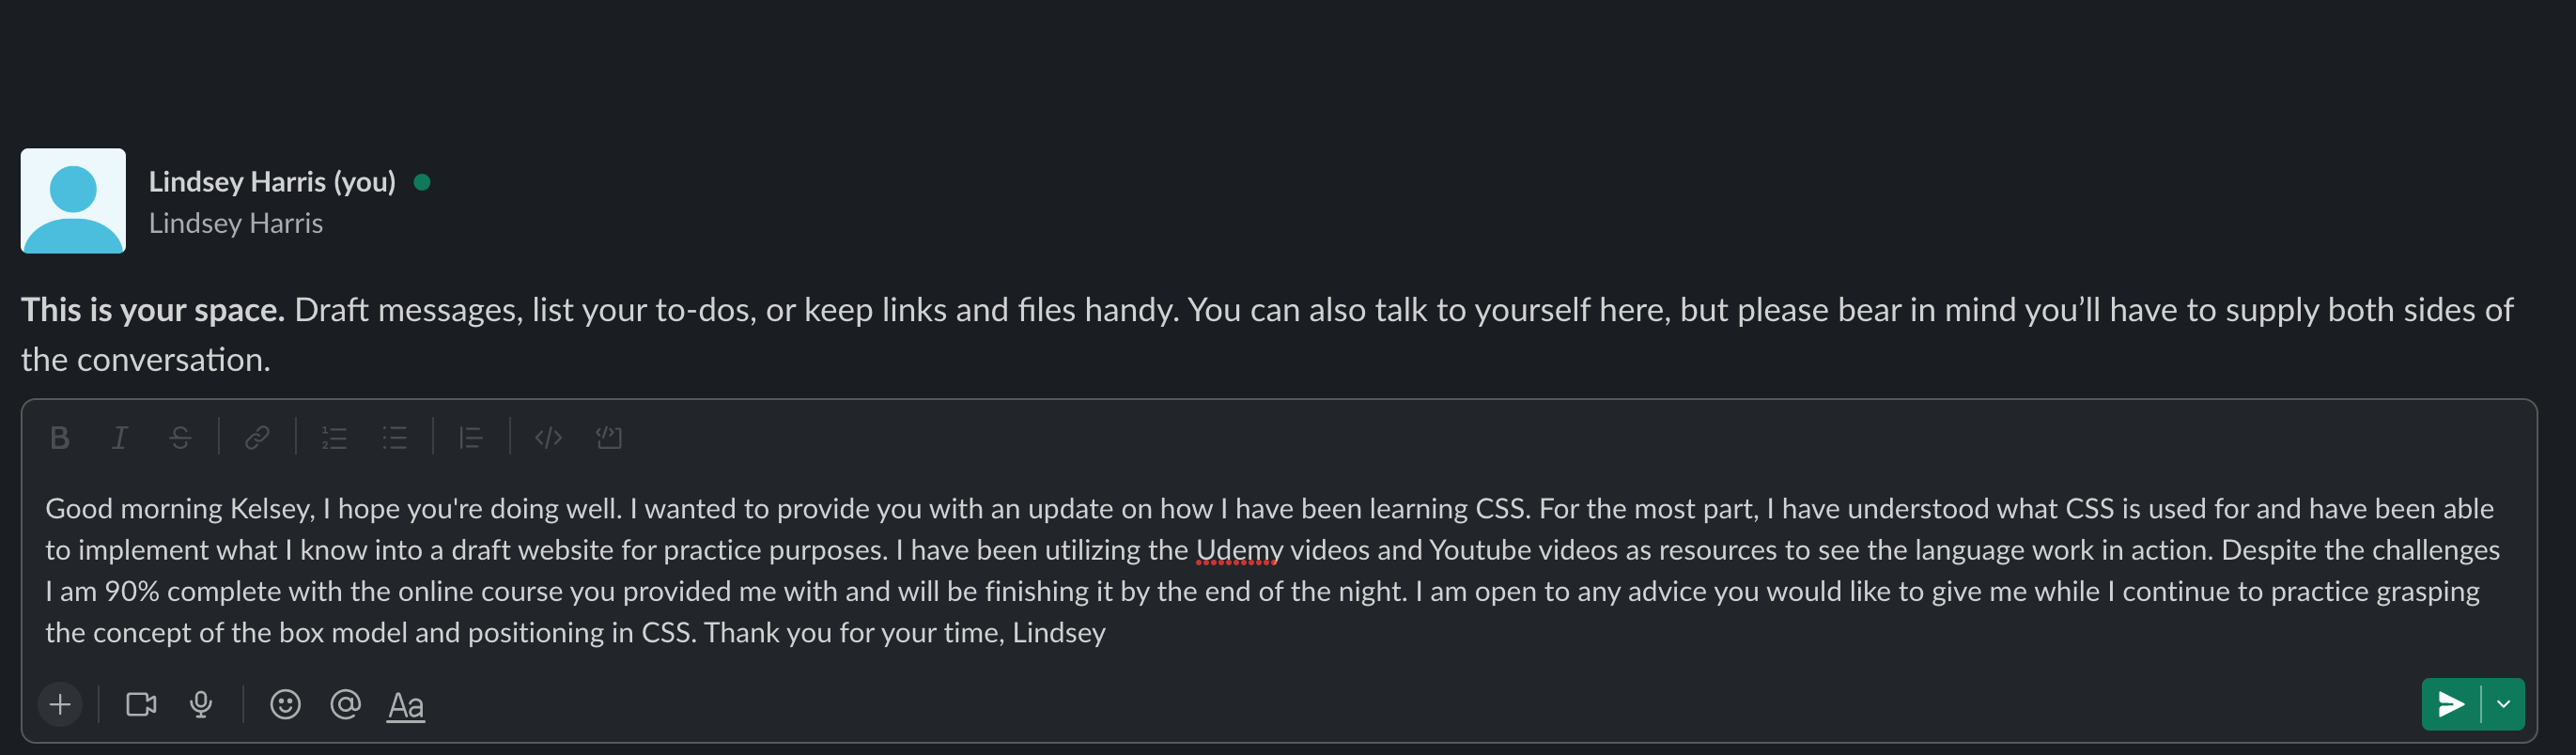 Lindsey Harris (you)
Lindsey Harris
This is your space. Draft messages, list your to-dos, or keep links and files handy. You can also talk to yourself here, but please bear in mind you’ll have to supply both sides of
the conversation.
Good morning Kelsey, I hope you're doing well. I wanted to provide you with an update on how I have been learning CSS. For the most part, I have understood what CSS is used for and have been able
to implement what I know into a draft website for practice purposes. I have been utilizing the Udemy videos and Youtube videos as resources to see the language work in action. Despite the challenges
I am 90% complete with the online course you provided me with and will be finishing it by the end of the night. I am open to any advice you would like to give me while I continue to practice grasping
the concept of the box model and positioning in CSS. Thank you for your time, Lindsey
Aa